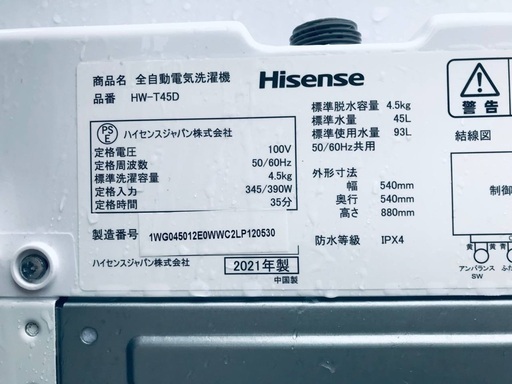 商品名 全自動電気洗濯機
品番 HW-T45D
Hisense
PS
E
ハイセンスジャパン株式会社
定格電圧 100V
定格周波数 50/60Hz
標準洗濯容量 4.5kg
定格入力 345/390W
定格時間 35分
製造番号 1WG045012E0WWC2LP120530
ハイセンスジャパン株式会社
2021年製
中国製
標準脱水容量 4.5kg
標準水量 45L
標準使用水量 93L
50/60Hz共用
外形寸法
幅 540mm
奥行 540mm
高さ 880mm
防水等級 IPX4
警告
結線図
制御
黄 黄
アンバランス
SW
ふた